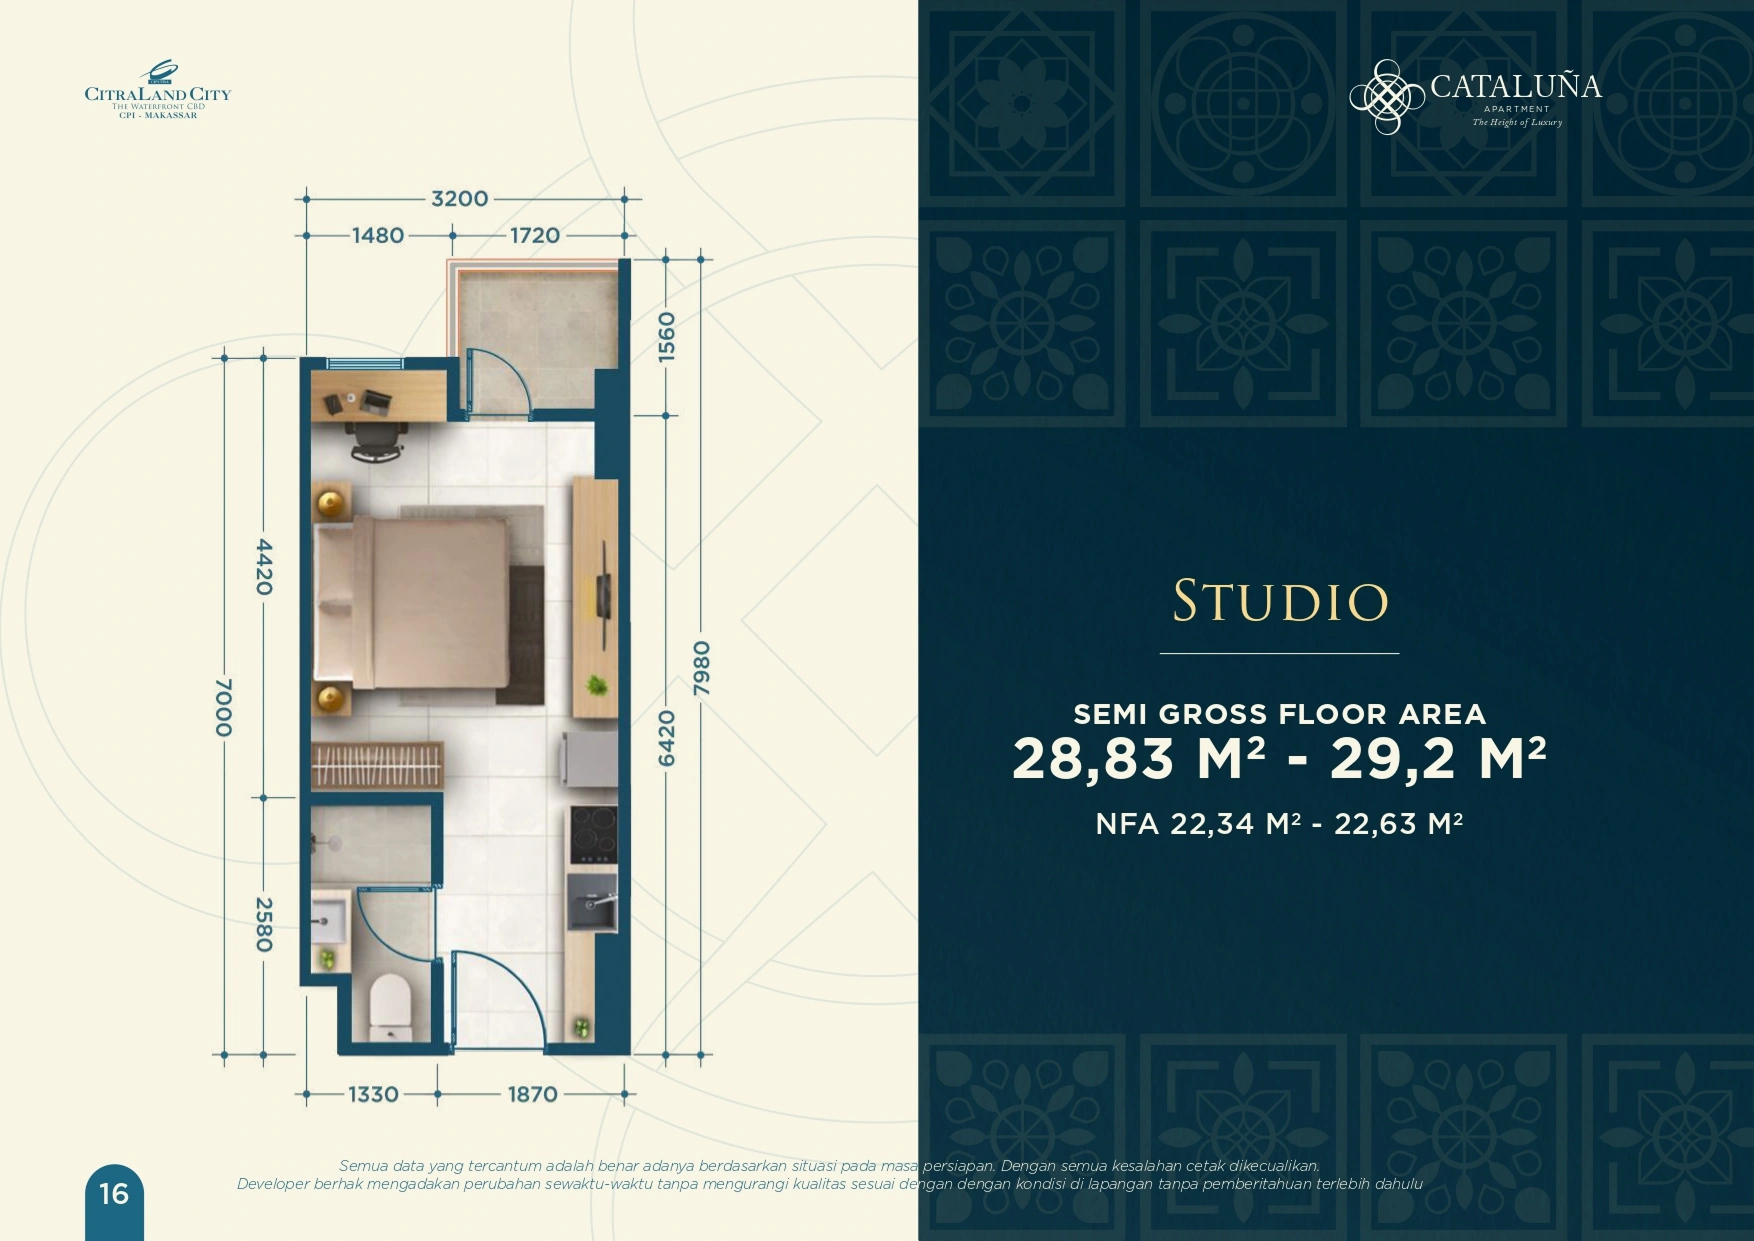 CITRALAND CITY
THE WATERFRONT CBD
CPI - MAKASSAR
CATALUÑA
APARTMENT
The Height of Luxury
3200
1480
1720
1560
4420
7000
7980
6420
2580
1330
1870
STUDIO
SEMI GROSS FLOOR AREA
28,83 M² - 29,2 M²
NFA 22,34 M² - 22,63 M²
Semua data yang tercantum adalah benar adanya berdasarkan situasi pada masa persiapan. Dengan semua kesalahan cetak dikecualikan.
Developer berhak mengadakan perubahan sewaktu-waktu tanpa mengurangi kualitas sesuai dengan dengan kondisi di lapangan tanpa pemberitahuan terlebih dahulu
16